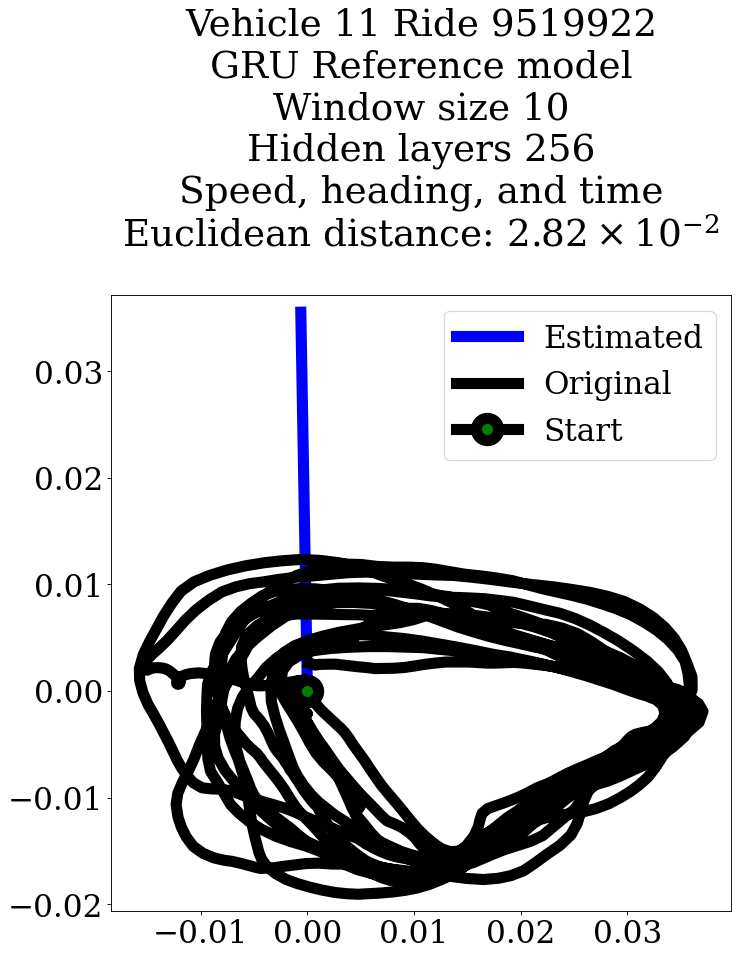 Vehicle 11 Ride 9519922
GRU Reference model
Window size 10
Hidden layers 256
Speed, heading, and time
Euclidean distance: 2.82 × 10⁻²
Estimated
Original
Start
0.03
0.02
0.01
0.00
−0.01
−0.02
−0.01 0.00 0.01 0.02 0.03